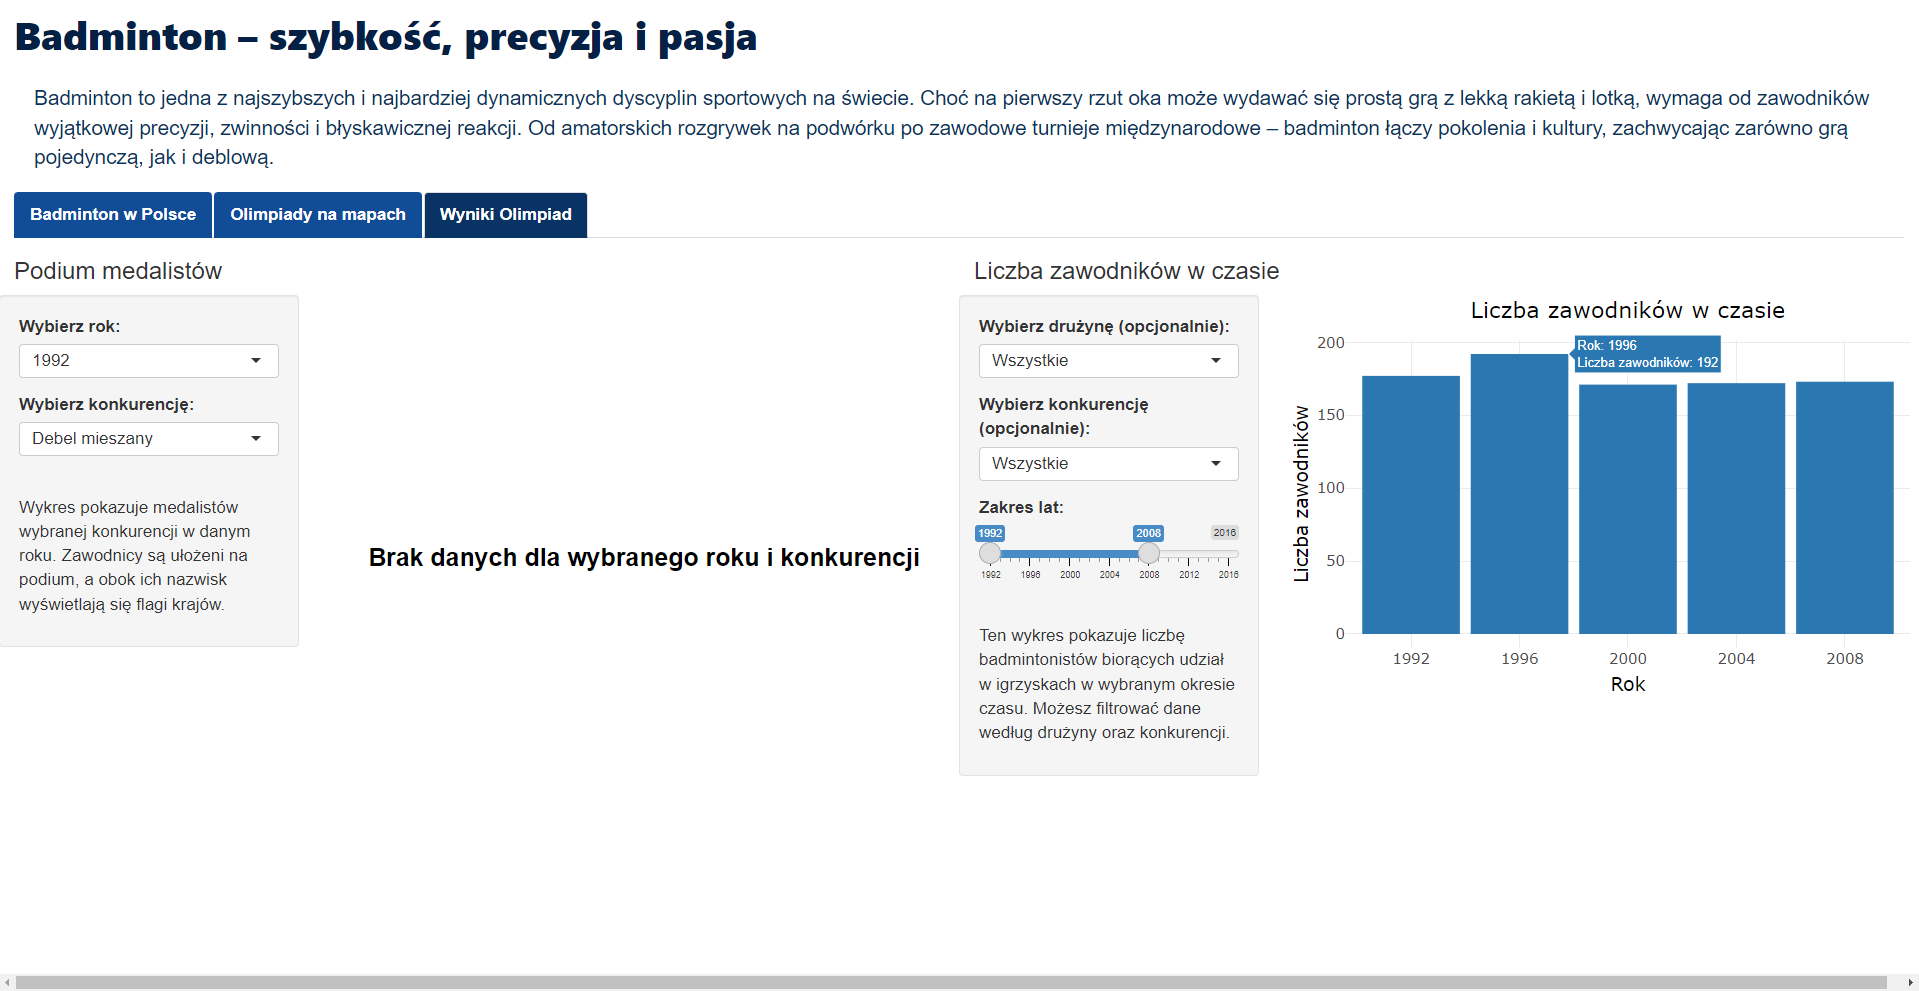 Badminton – szybkość, precyzja i pasja
Badminton to jedna z najszybszych i najbardziej dynamicznych dyscyplin sportowych na świecie. Choć na pierwszy rzut oka może wydawać się prostą grą z lekką rakietą i lotką, wymaga od zawodników
wyjątkowej precyzji, zwinności i błyskawicznej reakcji. Od amatorskich rozgrywek na podwórku po zawodowe turnieje międzynarodowe – badminton łączy pokolenia i kultury, zachwycając zarówno grą
pojedynczą, jak i deblową.
Badminton w Polsce
Olimpiady na mapach
Wyniki Olimpiad
Podium medalistów
Wybierz rok:
1992
Wybierz konkurencję:
Debel mieszany
Wykres pokazuje medalistów
wybranej konkurencji w danym
roku. Zawodnicy są ułożeni na
podium, a obok ich nazwisk
wyświetlają się flagi krajów.
Brak danych dla wybranego roku i konkurencji
Liczba zawodników w czasie
Wybierz drużynę (opcjonalnie):
Wszystkie
Wybierz konkurencję
(opcjonalnie):
Wszystkie
Zakres lat:
1992 2008 2016
1992 1996 2000 2004 2008 2012 2016
Ten wykres pokazuje liczbę
badmintonistów biorących udział
w igrzyskach w wybranym okresie
czasu. Możesz filtrować dane
według drużyny oraz konkurencji.
Liczba zawodników w czasie
Rok: 1996
Liczba zawodników: 192
Liczba zawodników
200
150
100
50
0
1992 1996 2000 2004 2008
Rok